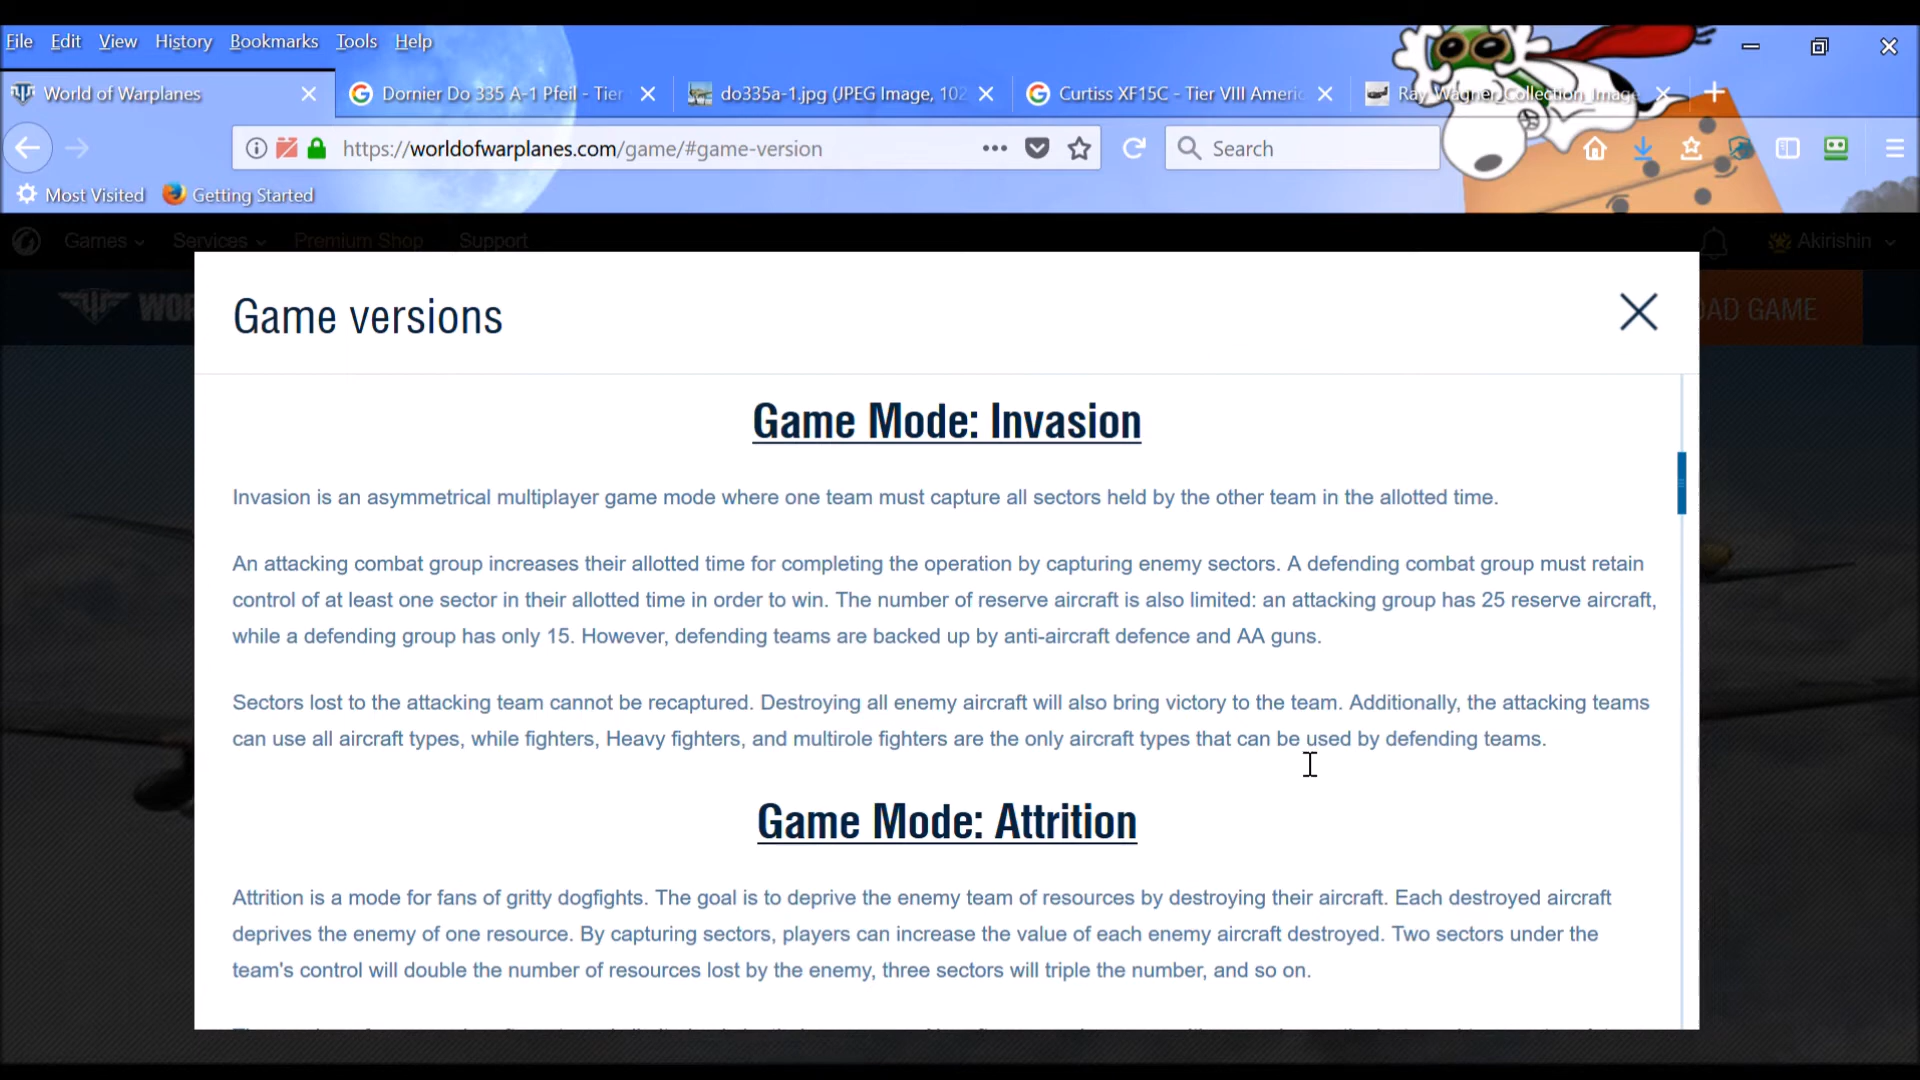 File Edit View History Bookmarks Tools Help
World of Warplanes
Dornier Do 335 A-1 Pfeil - Tier
do335a-1.jpg (JPEG Image, 102
Curtiss XF15C - Tier VIII Americ
Ray_Wagner_Collection_Image
https://worldofwarplanes.com/game/#game-version
Search
Most Visited Getting Started
Games Services Premium Shop Support Akirishin
AD GAME
Game versions
Game Mode: Invasion
Invasion is an asymmetrical multiplayer game mode where one team must capture all sectors held by the other team in the allotted time.
An attacking combat group increases their allotted time for completing the operation by capturing enemy sectors. A defending combat group must retain
control of at least one sector in their allotted time in order to win. The number of reserve aircraft is also limited: an attacking group has 25 reserve aircraft,
while a defending group has only 15. However, defending teams are backed up by anti-aircraft defence and AA guns.
Sectors lost to the attacking team cannot be recaptured. Destroying all enemy aircraft will also bring victory to the team. Additionally, the attacking teams
can use all aircraft types, while fighters, Heavy fighters, and multirole fighters are the only aircraft types that can be used by defending teams.
Game Mode: Attrition
Attrition is a mode for fans of gritty dogfights. The goal is to deprive the enemy team of resources by destroying their aircraft. Each destroyed aircraft
deprives the enemy of one resource. By capturing sectors, players can increase the value of each enemy aircraft destroyed. Two sectors under the
team's control will double the number of resources lost by the enemy, three sectors will triple the number, and so on.